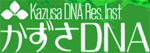 Kazusa DNA Res. Inst.
かずさDNA